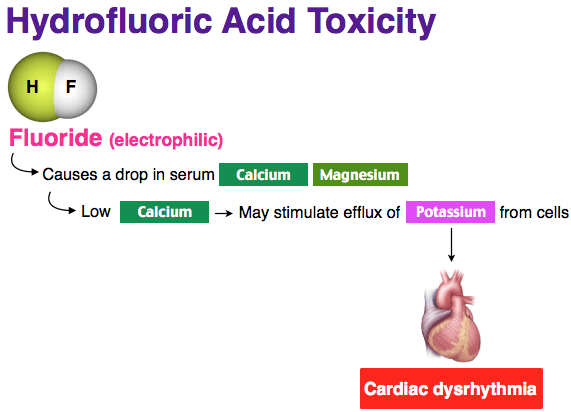 Hydrofluoric Acid Toxicity
H F
Fluoride (electrophilic)
Causes a drop in serum Calcium Magnesium
Low Calcium → May stimulate efflux of Potassium from cells
Cardiac dysrhythmia